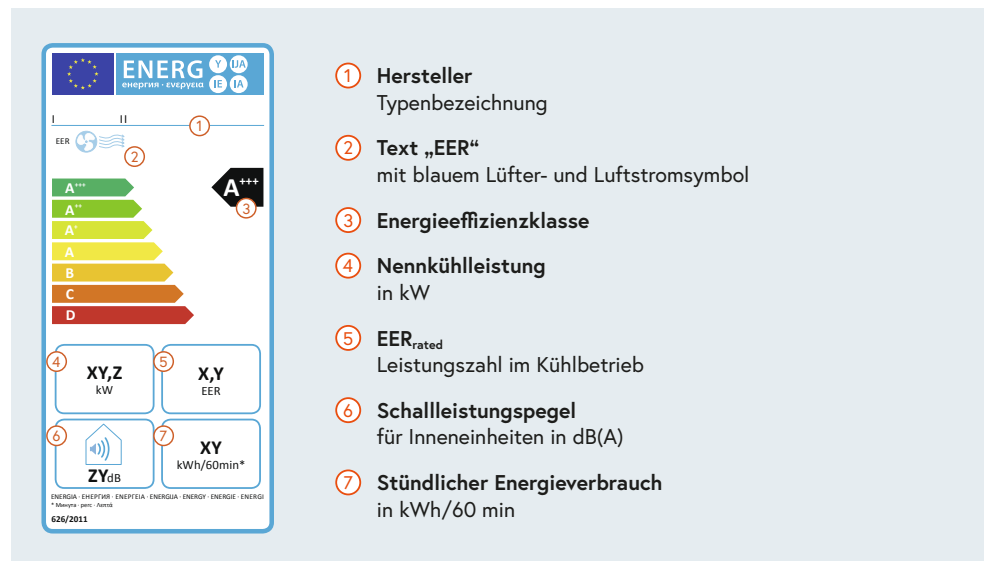 ENERG Y IJA
енергия · ενεργεια IE IA
I II
1
EER
2
A+++
A++
A+
A
B
C
D
A+++
3
4
XY,Z
kW
5
X,Y
EER
6
ZYdB
7
XY
kWh/60min*
ENERGIA · ЕНЕРГИЯ · ΕΝΕΡΓΕΙΑ · ENERGIJA · ENERGY · ENERGIE · ENERGI
* Минута · perc · Λεπτά
626/2011
1 Hersteller
Typenbezeichnung
2 Text „EER“
mit blauem Lüfter- und Luftstromsymbol
3 Energieeffizienzklasse
4 Nennkühlleistung
in kW
5 EERrated
Leistungszahl im Kühlbetrieb
6 Schallleistungspegel
für Inneneinheiten in dB(A)
7 Stündlicher Energieverbrauch
in kWh/60 min